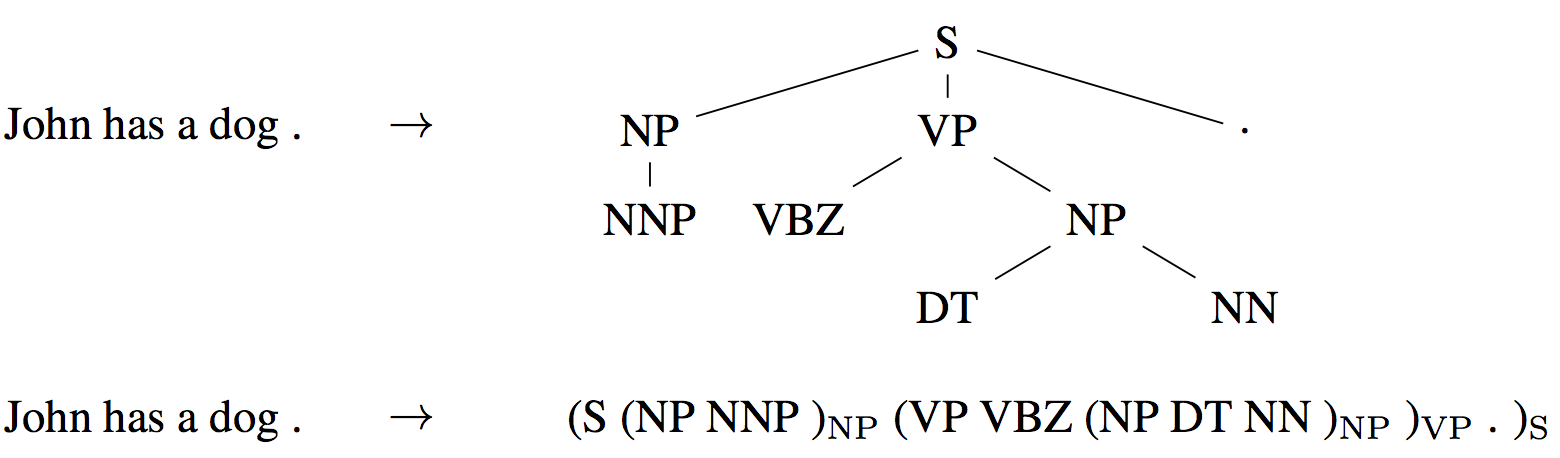 S
John has a dog . → NP VP .
NNP VBZ NP
DT NN
John has a dog . → (S (NP NNP )NP (VP VBZ (NP DT NN )NP )VP . )S